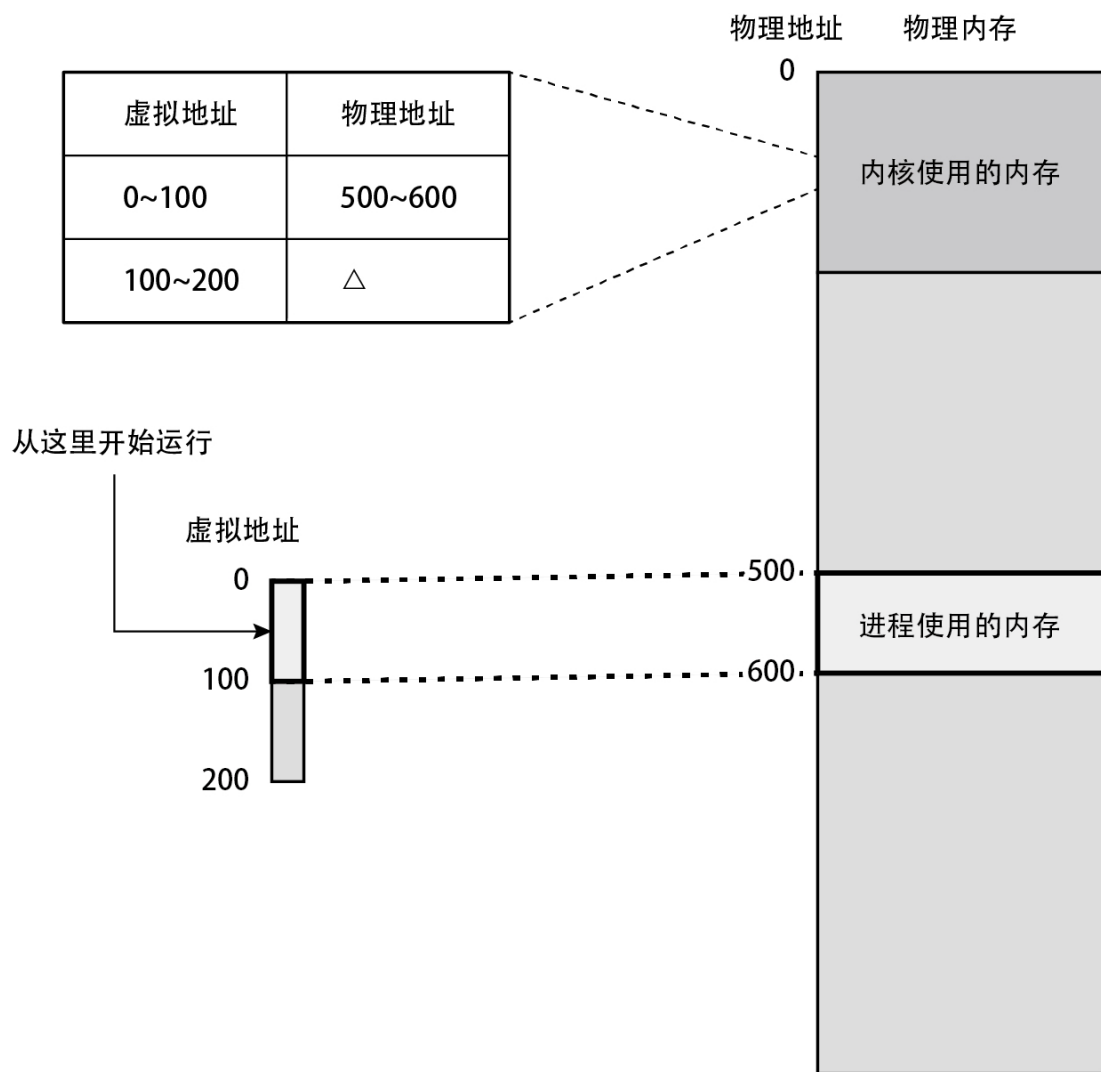 物理地址 物理内存
0
虚拟地址 物理地址
0~100 500~600
100~200 △
内核使用的内存
从这里开始运行
虚拟地址
0
100
200
500
600
进程使用的内存